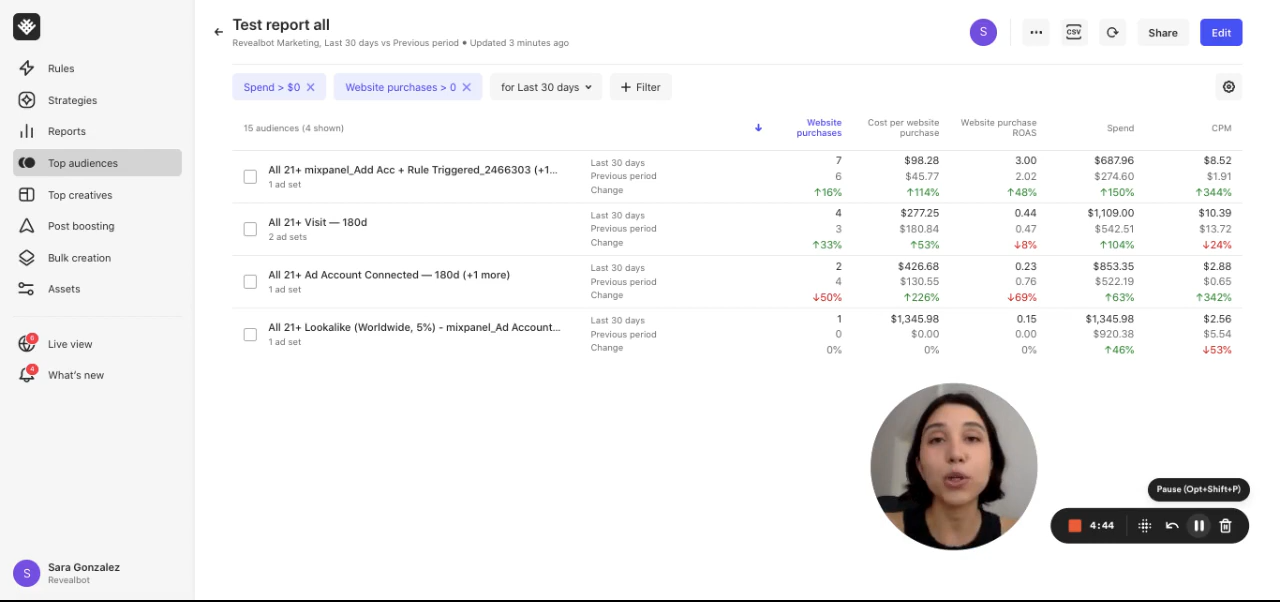 Test report all
Revealbot Marketing, Last 30 days vs Previous period • Updated 3 minutes ago
S
CSV
Share
Edit
Rules
Strategies
Reports
Top audiences
Top creatives
Post boosting
Bulk creation
Assets
6
Live view
4
What's new
S
Sara Gonzalez
Revealbot
Spend > $0
Website purchases > 0
for Last 30 days
Filter
15 audiences (4 shown)
Website purchases
Cost per website purchase
Website purchase ROAS
Spend
CPM
All 21+ mixpanel_Add Acc + Rule Triggered_2466303 (+1...
1 ad set
Last 30 days 7 $98.28 3.00 $687.96 $8.52
Previous period 6 $45.77 2.02 $274.60 $1.91
Change ↑16% ↑114% ↑48% ↑150% ↑344%
All 21+ Visit — 180d
2 ad sets
Last 30 days 4 $277.25 0.44 $1,109.00 $10.39
Previous period 3 $180.84 0.47 $542.51 $13.72
Change ↑33% ↑53% ↓8% ↑104% ↓24%
All 21+ Ad Account Connected — 180d (+1 more)
1 ad set
Last 30 days 2 $426.68 0.23 $853.35 $2.88
Previous period 4 $130.55 0.76 $522.19 $0.65
Change ↓50% ↑226% ↓69% ↑63% ↑342%
All 21+ Lookalike (Worldwide, 5%) - mixpanel_Ad Account...
1 ad set
Last 30 days 1 $1,345.98 0.15 $1,345.98 $2.56
Previous period 0 $0.00 0.00 $920.38 $5.54
Change 0% 0% 0% ↑46% ↓53%
Pause (Opt+Shift+P)
4:44